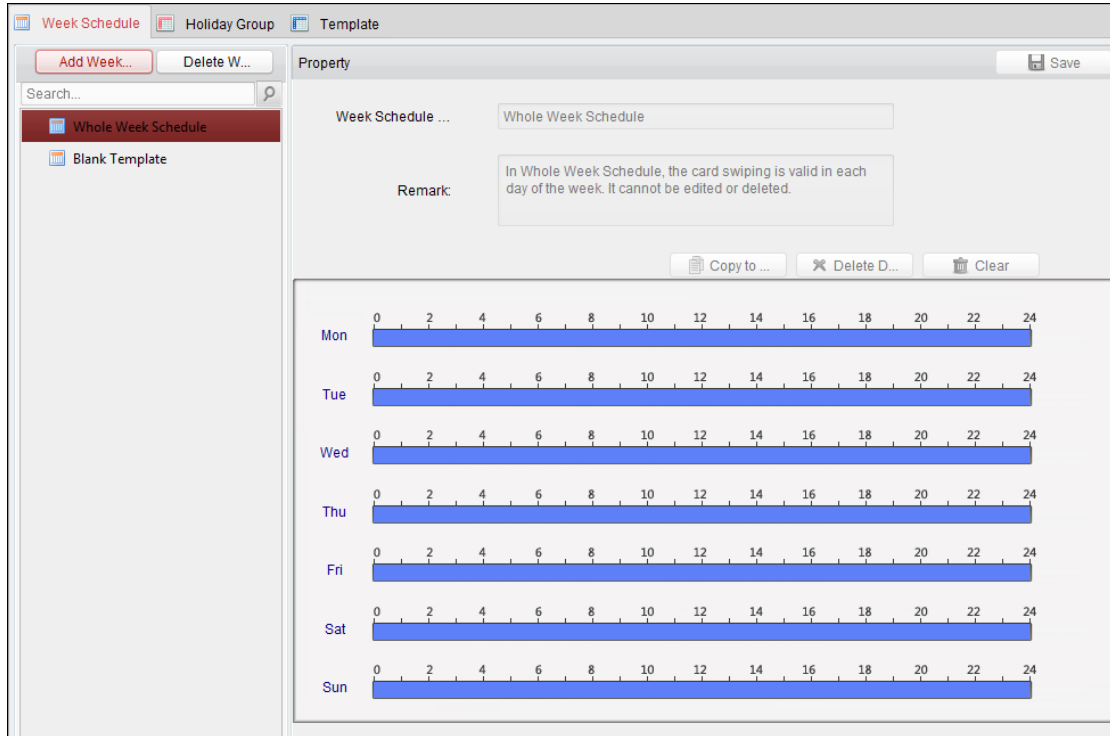 Week Schedule Holiday Group Template
Add Week... Delete W... Property Save
Search...
Whole Week Schedule
Blank Template
Week Schedule ... Whole Week Schedule
Remark: In Whole Week Schedule, the card swiping is valid in each
day of the week. It cannot be edited or deleted.
Copy to ... Delete D... Clear
0 2 4 6 8 10 12 14 16 18 20 22 24
Mon
0 2 4 6 8 10 12 14 16 18 20 22 24
Tue
0 2 4 6 8 10 12 14 16 18 20 22 24
Wed
0 2 4 6 8 10 12 14 16 18 20 22 24
Thu
0 2 4 6 8 10 12 14 16 18 20 22 24
Fri
0 2 4 6 8 10 12 14 16 18 20 22 24
Sat
0 2 4 6 8 10 12 14 16 18 20 22 24
Sun